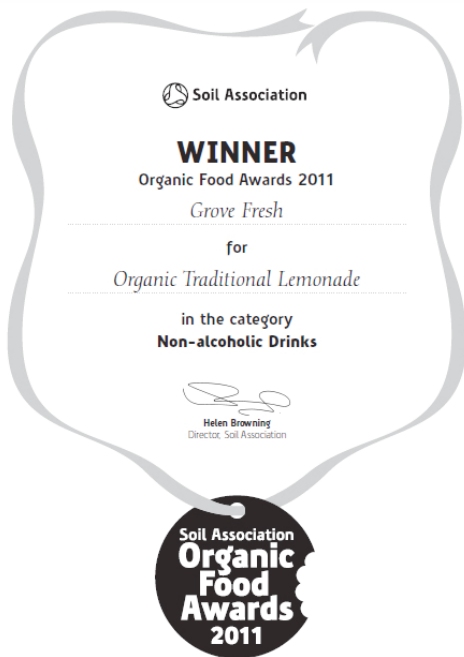 Soil Association
WINNER
Organic Food Awards 2011
Grove Fresh
for
Organic Traditional Lemonade
in the category
Non-alcoholic Drinks
Helen Browning
Director, Soil Association
Soil Association
Organic
Food
Awards
2011